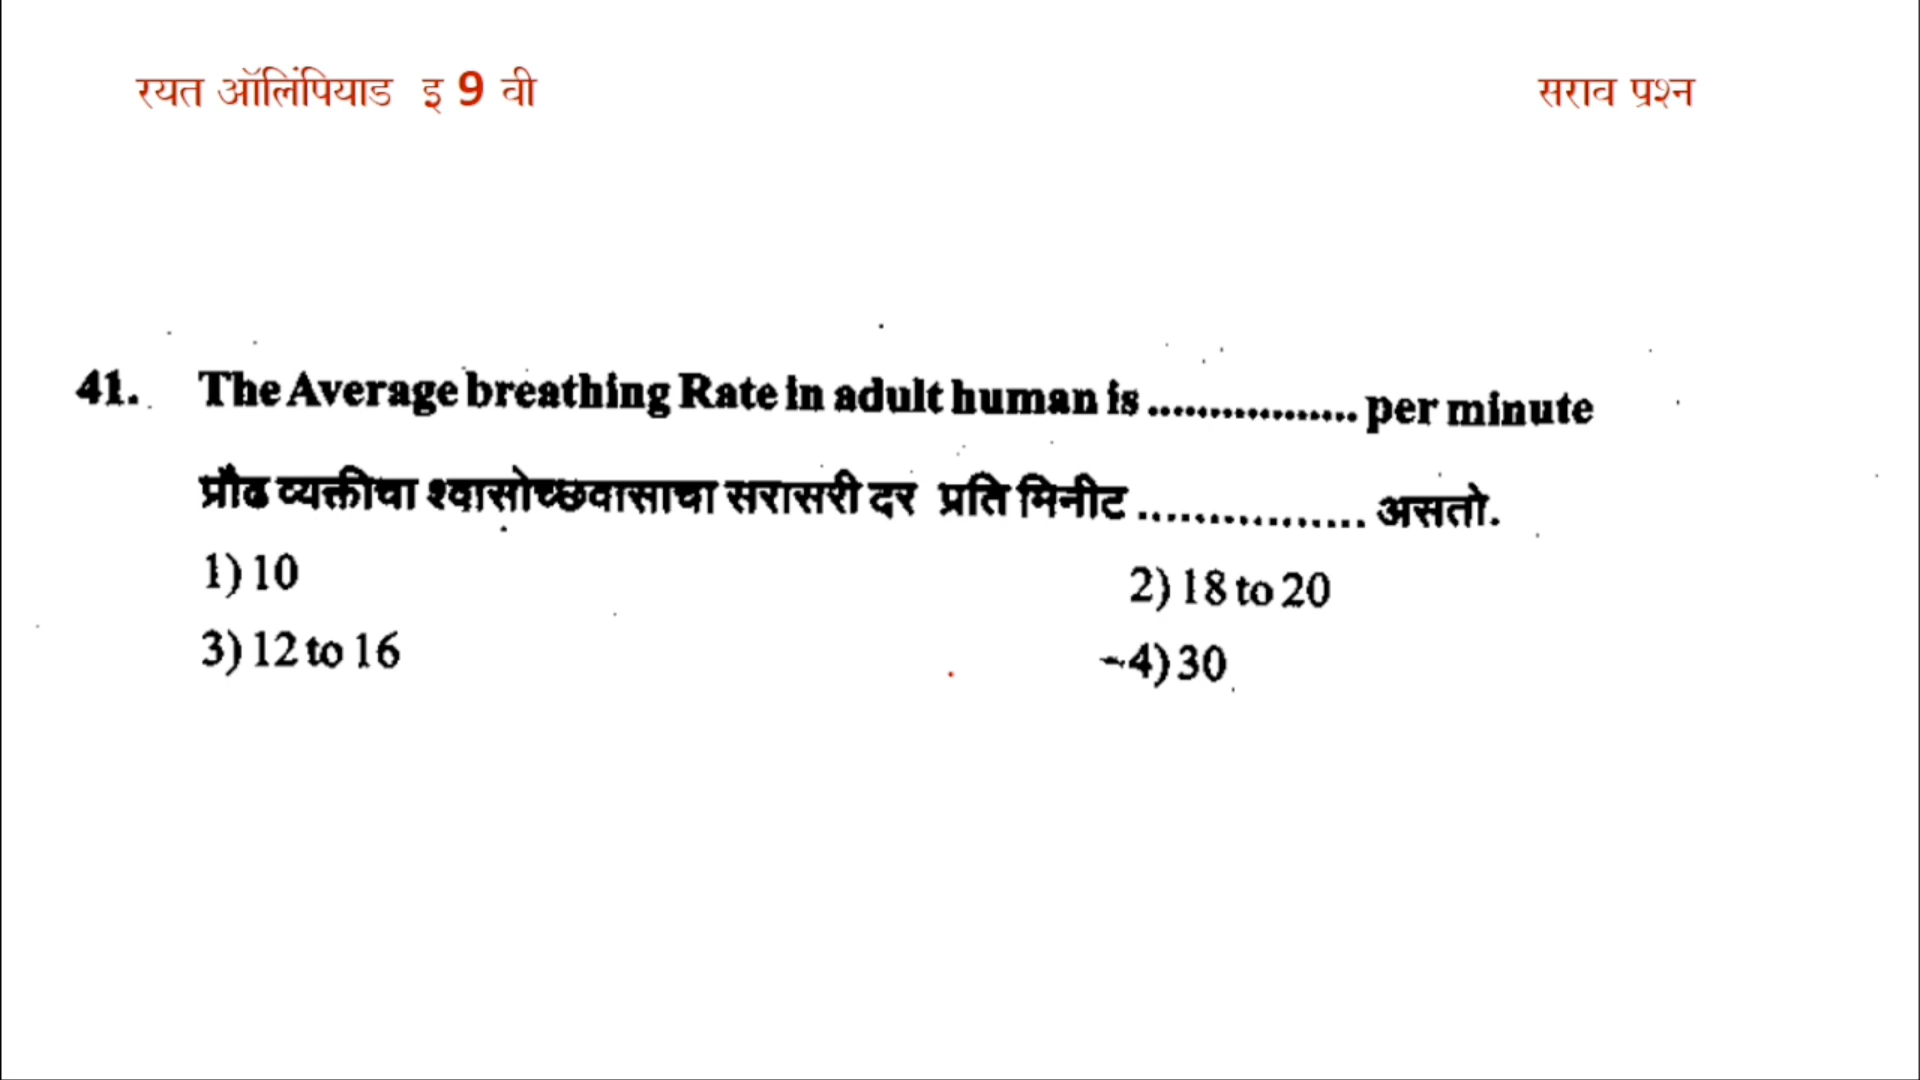 रयत ऑलिंपियाड इ 9 वी
सराव प्रश्न
41. The Average breathing Rate in adult human is ................. per minute
प्रौढ व्यक्तीचा श्वासोच्छवासाचा सरासरी दर प्रति मिनीट ................ असतो.
1) 10
2) 18 to 20
3) 12 to 16
4) 30